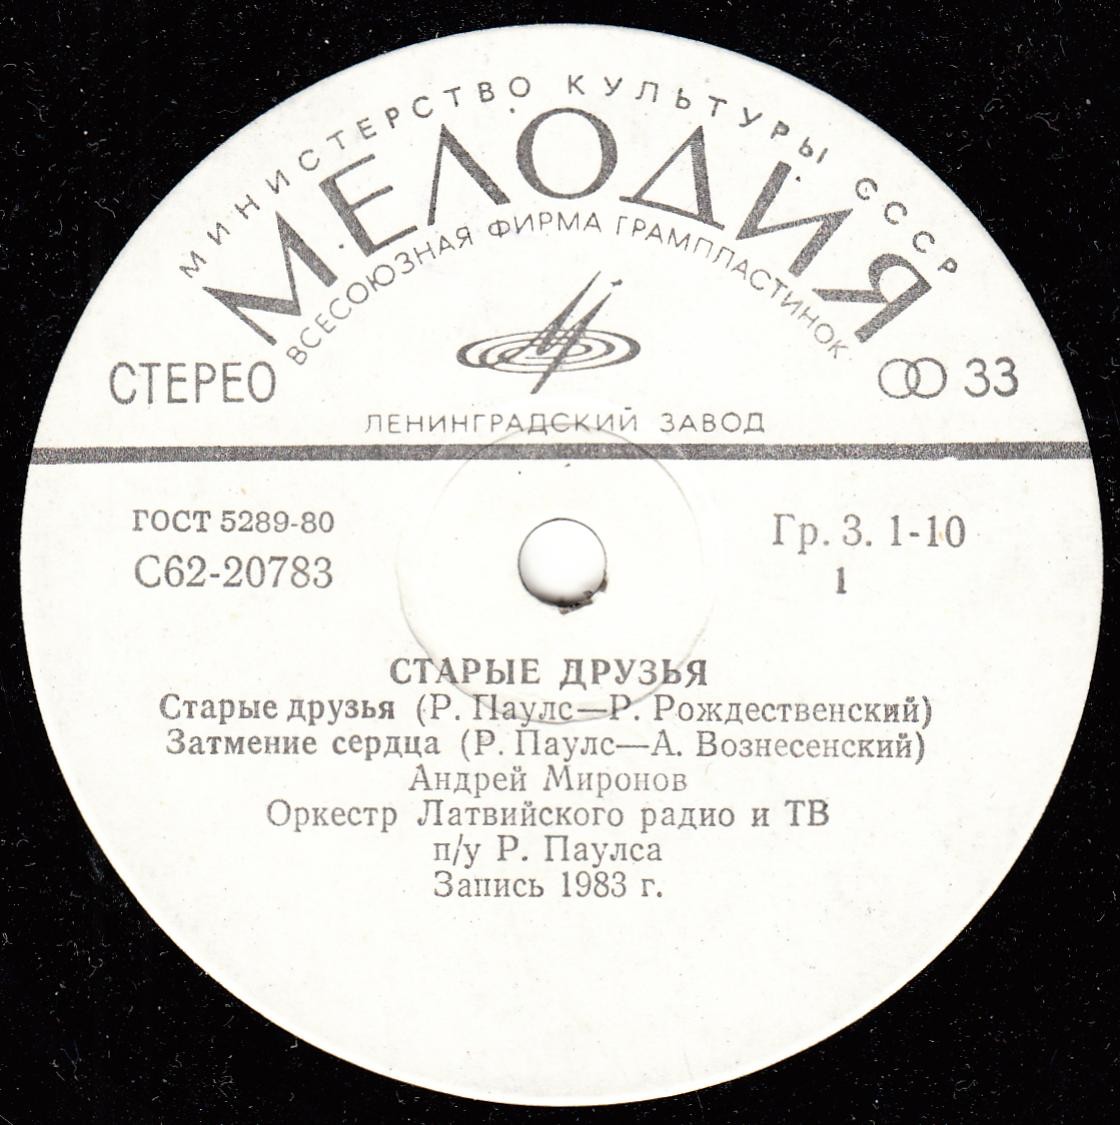 МИНИСТЕРСТВО КУЛЬТУРЫ СССР
МЕЛОДИЯ
ВСЕСОЮЗНАЯ ФИРМА ГРАМПЛАСТИНОК
СТЕРЕО 33
ЛЕНИНГРАДСКИЙ ЗАВОД
ГОСТ 5289-80 Гр. 3. 1-10
С62-20783 1
СТАРЫЕ ДРУЗЬЯ
Старые друзья (Р. Паулс—Р. Рождественский)
Затмение сердца (Р. Паулс—А. Вознесенский)
Андрей Миронов
Оркестр Латвийского радио и ТВ
п/у Р. Паулса
Запись 1983 г.